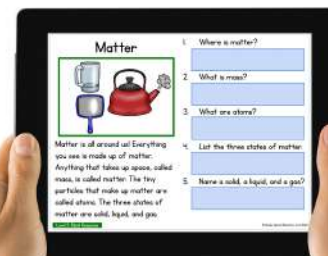 Matter
Matter is all around us! Everything
you see is made up of matter.
Anything that takes up space, called
mass, is called matter. The tiny
particles that make up matter are
called atoms. The three states of
matter are solid, liquid, and gas.
1. Where is matter?
2. What is mass?
3. What are atoms?
4. List the three states of matter.
5. Name a solid, a liquid, and a gas?